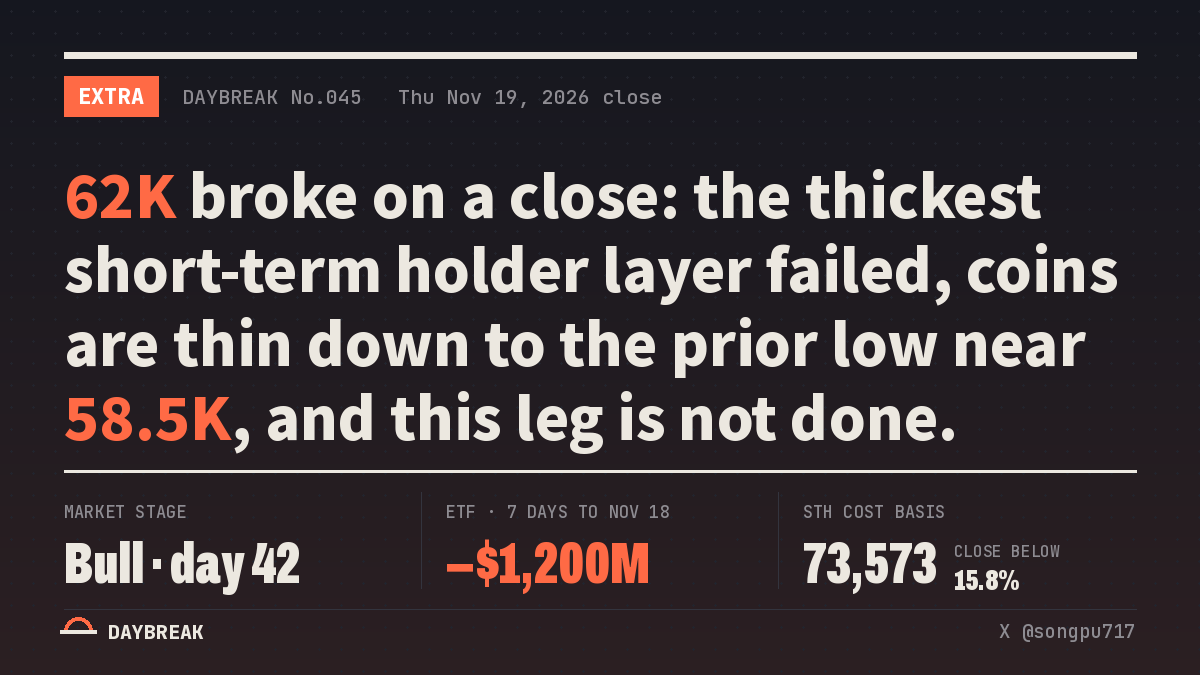 EXTRA DAYBREAK No.045 Thu Nov 19, 2026 close
62K broke on a close: the thickest
short-term holder layer failed, coins
are thin down to the prior low near
58.5K, and this leg is not done.
MARKET STAGE
Bull · day 42
ETF · 7 DAYS TO NOV 18
−$1,200M
STH COST BASIS
73,573
CLOSE BELOW
15.8%
DAYBREAK
X @songpu717